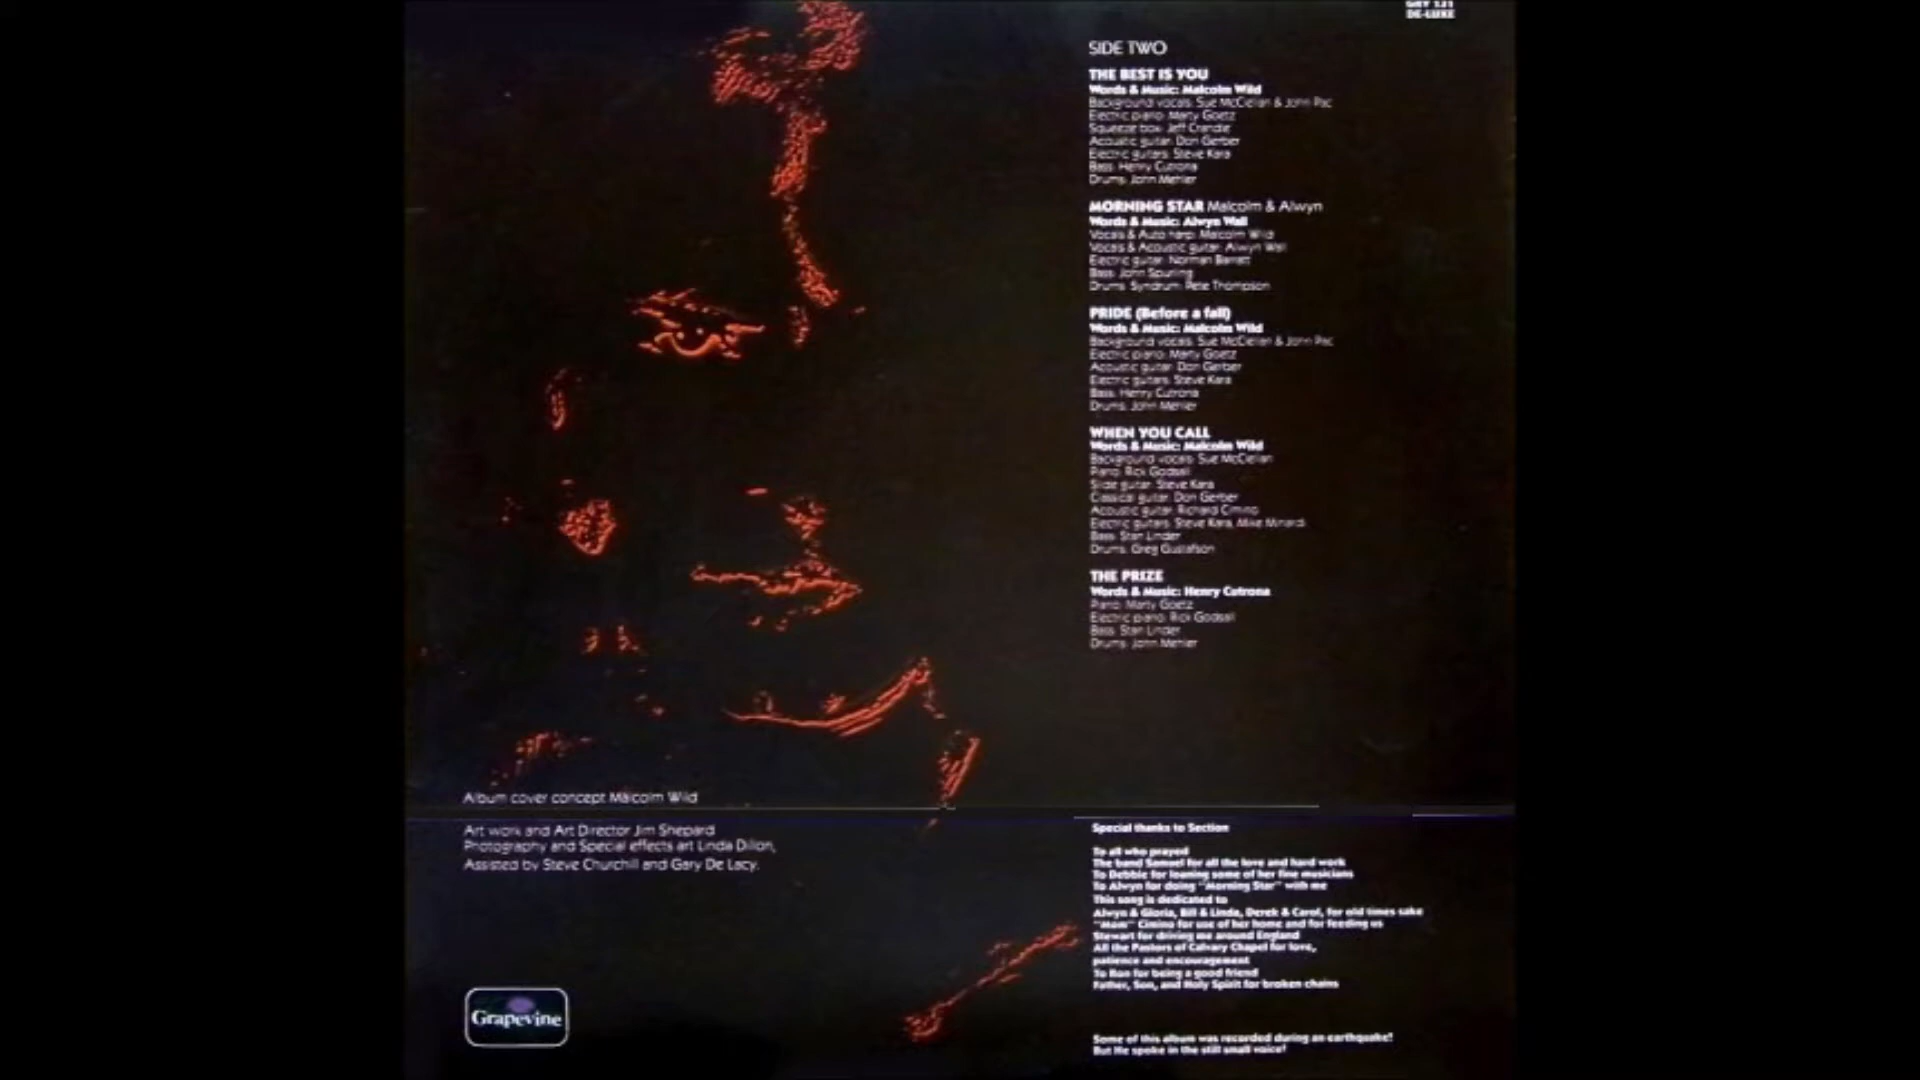 GRV 131
DE-LUXE
SIDE TWO
THE BEST IS YOU
Words & Music: Malcolm Wild
Background vocals: Sue McClellan & John Pac
Electric piano: Marty Goetz
Squeeze box: Jeff Crandle
Acoustic guitar: Don Gerber
Electric guitars: Steve Kara
Bass: Henry Cutrona
Drums: John Mehler
MORNING STAR Malcolm & Alwyn
Words & Music: Alwyn Wall
Vocals & Auto harp: Malcolm Wild
Vocals & Acoustic guitar: Alwyn Wall
Electric guitar: Norman Barratt
Bass: John Spurling
Drums: Syndrum: Pete Thompson
PRIDE (Before a fall)
Words & Music: Malcolm Wild
Background vocals: Sue McClellan & John Pac
Electric piano: Marty Goetz
Acoustic guitar: Don Gerber
Electric guitars: Steve Kara
Bass: Henry Cutrona
Drums: John Mehler
WHEN YOU CALL
Words & Music: Malcolm Wild
Background vocals: Sue McClellan
Piano: Rick Godsall
Slide guitar: Steve Kara
Classical guitar: Don Gerber
Acoustic guitar: Richard Cimino
Electric guitars: Steve Kara, Mike
Bass: Stan Linder
Drums: Greg Gustafson
THE PRIZE
Words & Music: Henry Cutrona
Piano: Marty Goetz
Electric piano: Rick Godsall
Bass: Stan Linder
Drums: John Mehler
Album cover concept Malcolm Wild
Art work and Art Director Jim Shepard
Photography and Special effects art Linda Dillon,
Assisted by Steve Churchill and Gary De Lacy.
Grapevine
Special thanks to Section
To all who prayed
The band Samuel for all the love and hard work
To Debbie for loaning some of her fine musicians
To Alwyn for doing "Morning Star" with me
This song is dedicated to
Alwyn & Gloria, Bill & Linda, Derek & Carol, for old times sake
"Mom" Cimino for use of her home and for feeding us
Stewart for driving me around England
All the Pastors of Calvary Chapel for love,
patience and encouragement
To Ron for being a good friend
Father, Son, and Holy Spirit for broken chains
Some of this album was recorded during an earthquake!
But He spoke in the still small voice!